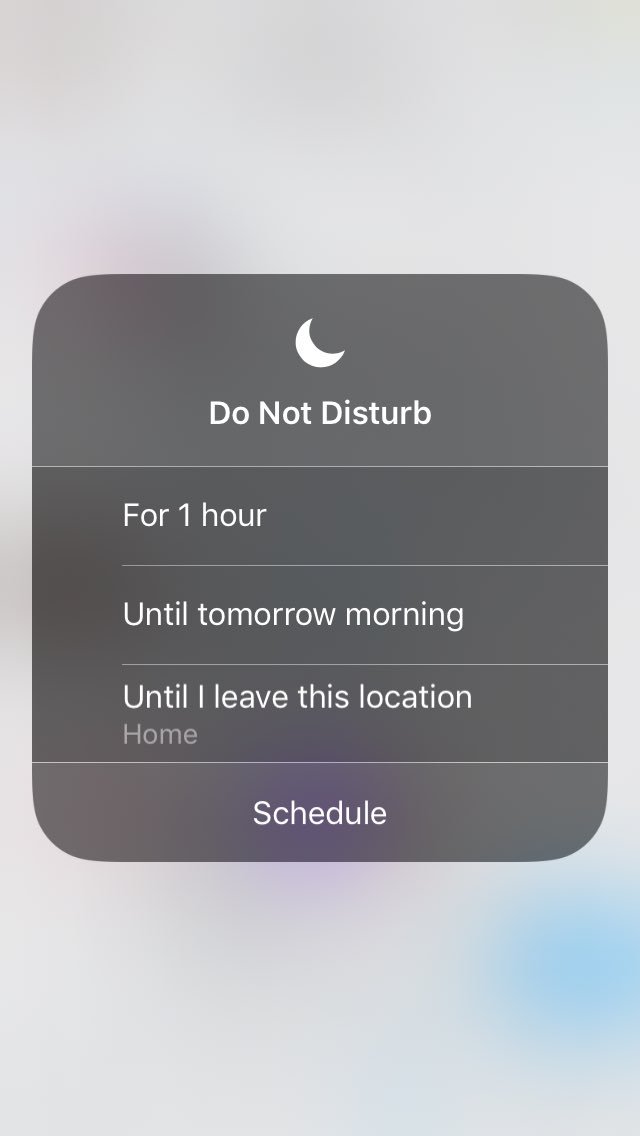 Do Not Disturb
For 1 hour
Until tomorrow morning
Until I leave this location
Home
Schedule